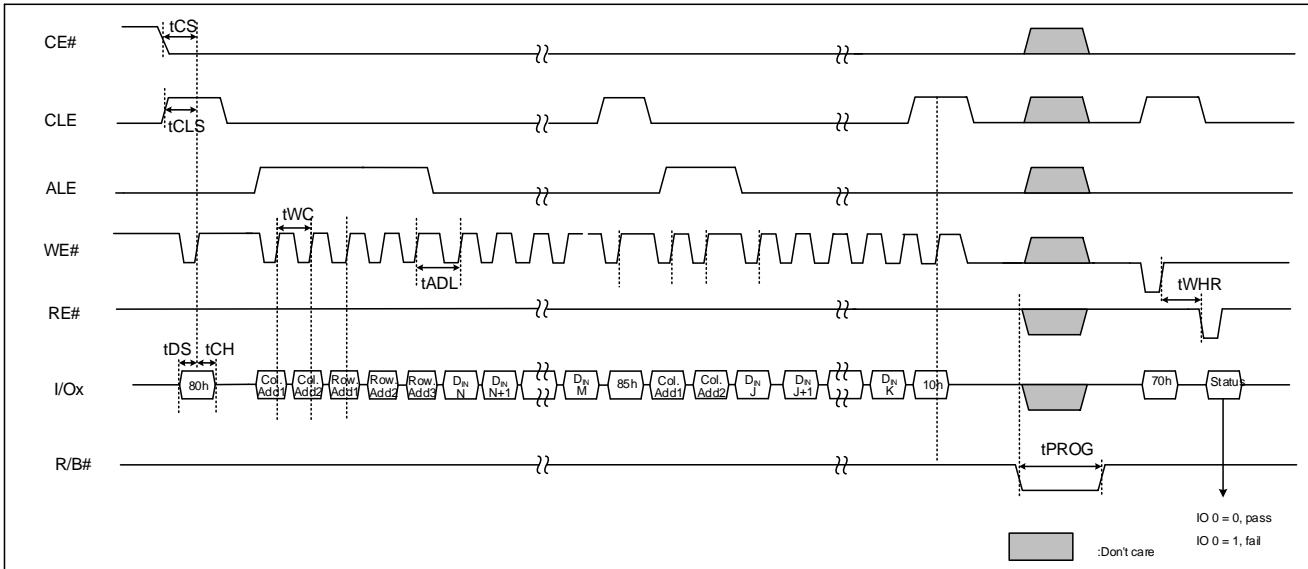 tCS
CE#
CLE
tCLS
ALE
tWC
WE#
tADL
tWHR
RE#
tDS tCH
I/Ox
80h
Col. Add1
Col. Add2
Row. Add1
Row. Add2
Row. Add3
DIN N
DIN N+1
DIN M
85h
Col. Add1
Col. Add2
DIN J
DIN J+1
DIN K
10h
70h
Status
tPROG
R/B#
IO 0 = 0, pass
IO 0 = 1, fail
:Don't care